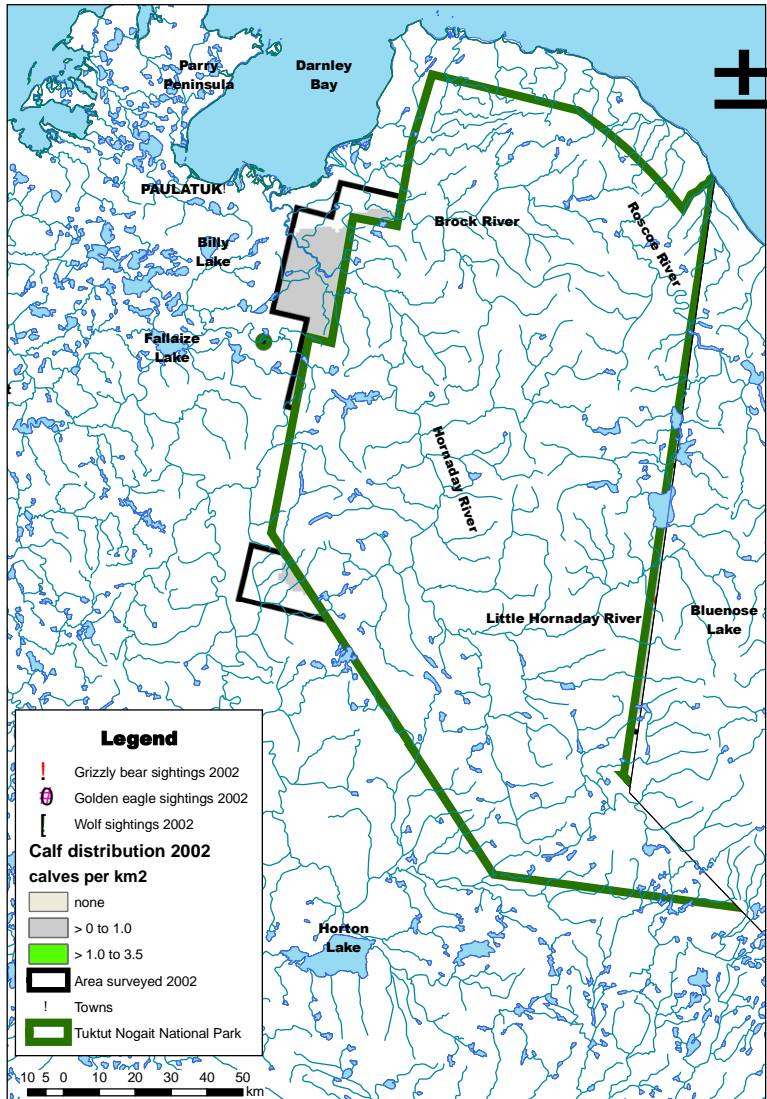 Parry
Peninsula
Darnley
Bay
PAULATUK!
Billy
Lake
Brock River
Roscoe River
Fallaize
Lake
Hornaday River
Little Hornaday River
Bluenose
Lake
Horton
Lake
Legend
! Grizzly bear sightings 2002
Golden eagle sightings 2002
[ Wolf sightings 2002
Calf distribution 2002
calves per km2
none
> 0 to 1.0
> 1.0 to 3.5
Area surveyed 2002
! Towns
Tuktut Nogait National Park
10 5 0 10 20 30 40 50
km